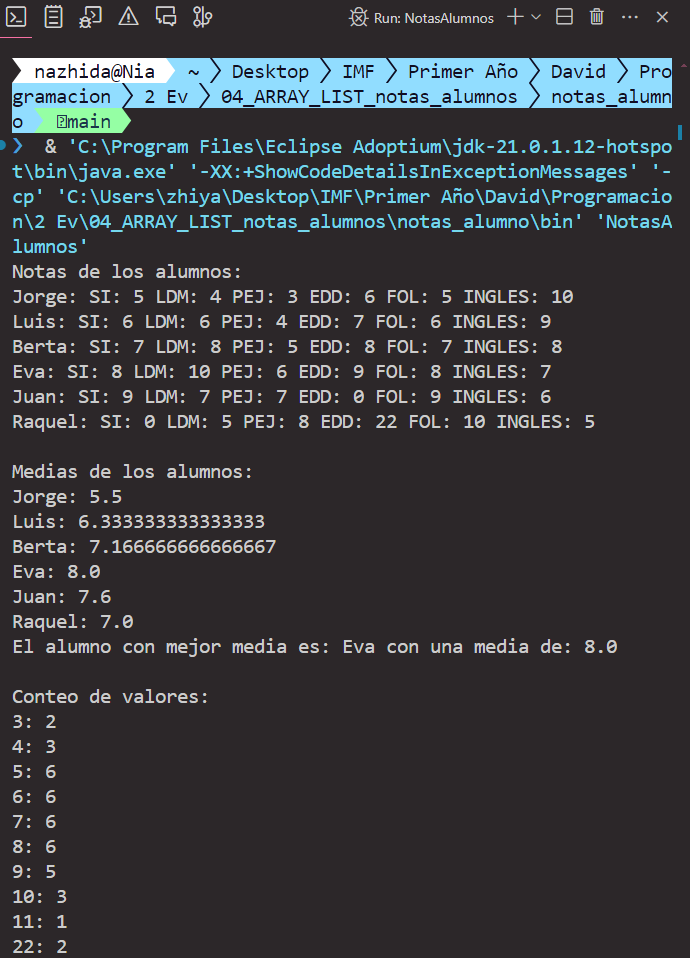 Run: NotasAlumnos
nazhida@Nia ~ Desktop IMF Primer Año David Pro
gramacion 2 Ev 04_ARRAY_LIST_notas_alumnos notas_alumn
o main
❯ & 'C:\Program Files\Eclipse Adoptium\jdk-21.0.1.12-hotspo
t\bin\java.exe' '-XX:+ShowCodeDetailsInExceptionMessages' '-
cp' 'C:\Users\zhiya\Desktop\IMF\Primer Año\David\Programacio
n\2 Ev\04_ARRAY_LIST_notas_alumnos\notas_alumno\bin' 'NotasA
lumnos'
Notas de los alumnos:
Jorge: SI: 5 LDM: 4 PEJ: 3 EDD: 6 FOL: 5 INGLES: 10
Luis: SI: 6 LDM: 6 PEJ: 4 EDD: 7 FOL: 6 INGLES: 9
Berta: SI: 7 LDM: 8 PEJ: 5 EDD: 8 FOL: 7 INGLES: 8
Eva: SI: 8 LDM: 10 PEJ: 6 EDD: 9 FOL: 8 INGLES: 7
Juan: SI: 9 LDM: 7 PEJ: 7 EDD: 0 FOL: 9 INGLES: 6
Raquel: SI: 0 LDM: 5 PEJ: 8 EDD: 22 FOL: 10 INGLES: 5
Medias de los alumnos:
Jorge: 5.5
Luis: 6.333333333333333
Berta: 7.166666666666667
Eva: 8.0
Juan: 7.6
Raquel: 7.0
El alumno con mejor media es: Eva con una media de: 8.0
Conteo de valores:
3: 2
4: 3
5: 6
6: 6
7: 6
8: 6
9: 5
10: 3
11: 1
22: 2